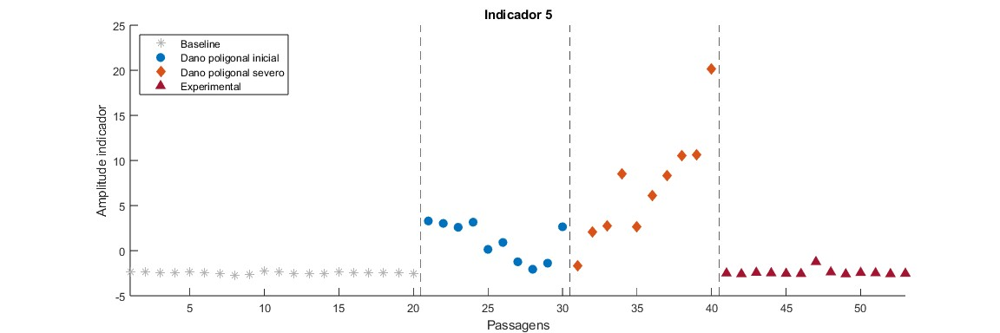 Indicador 5
Baseline
Dano poligonal inicial
Dano poligonal severo
Experimental
Amplitude indicador
25
20
15
10
5
0
-5
5 10 15 20 25 30 35 40 45 50
Passagens